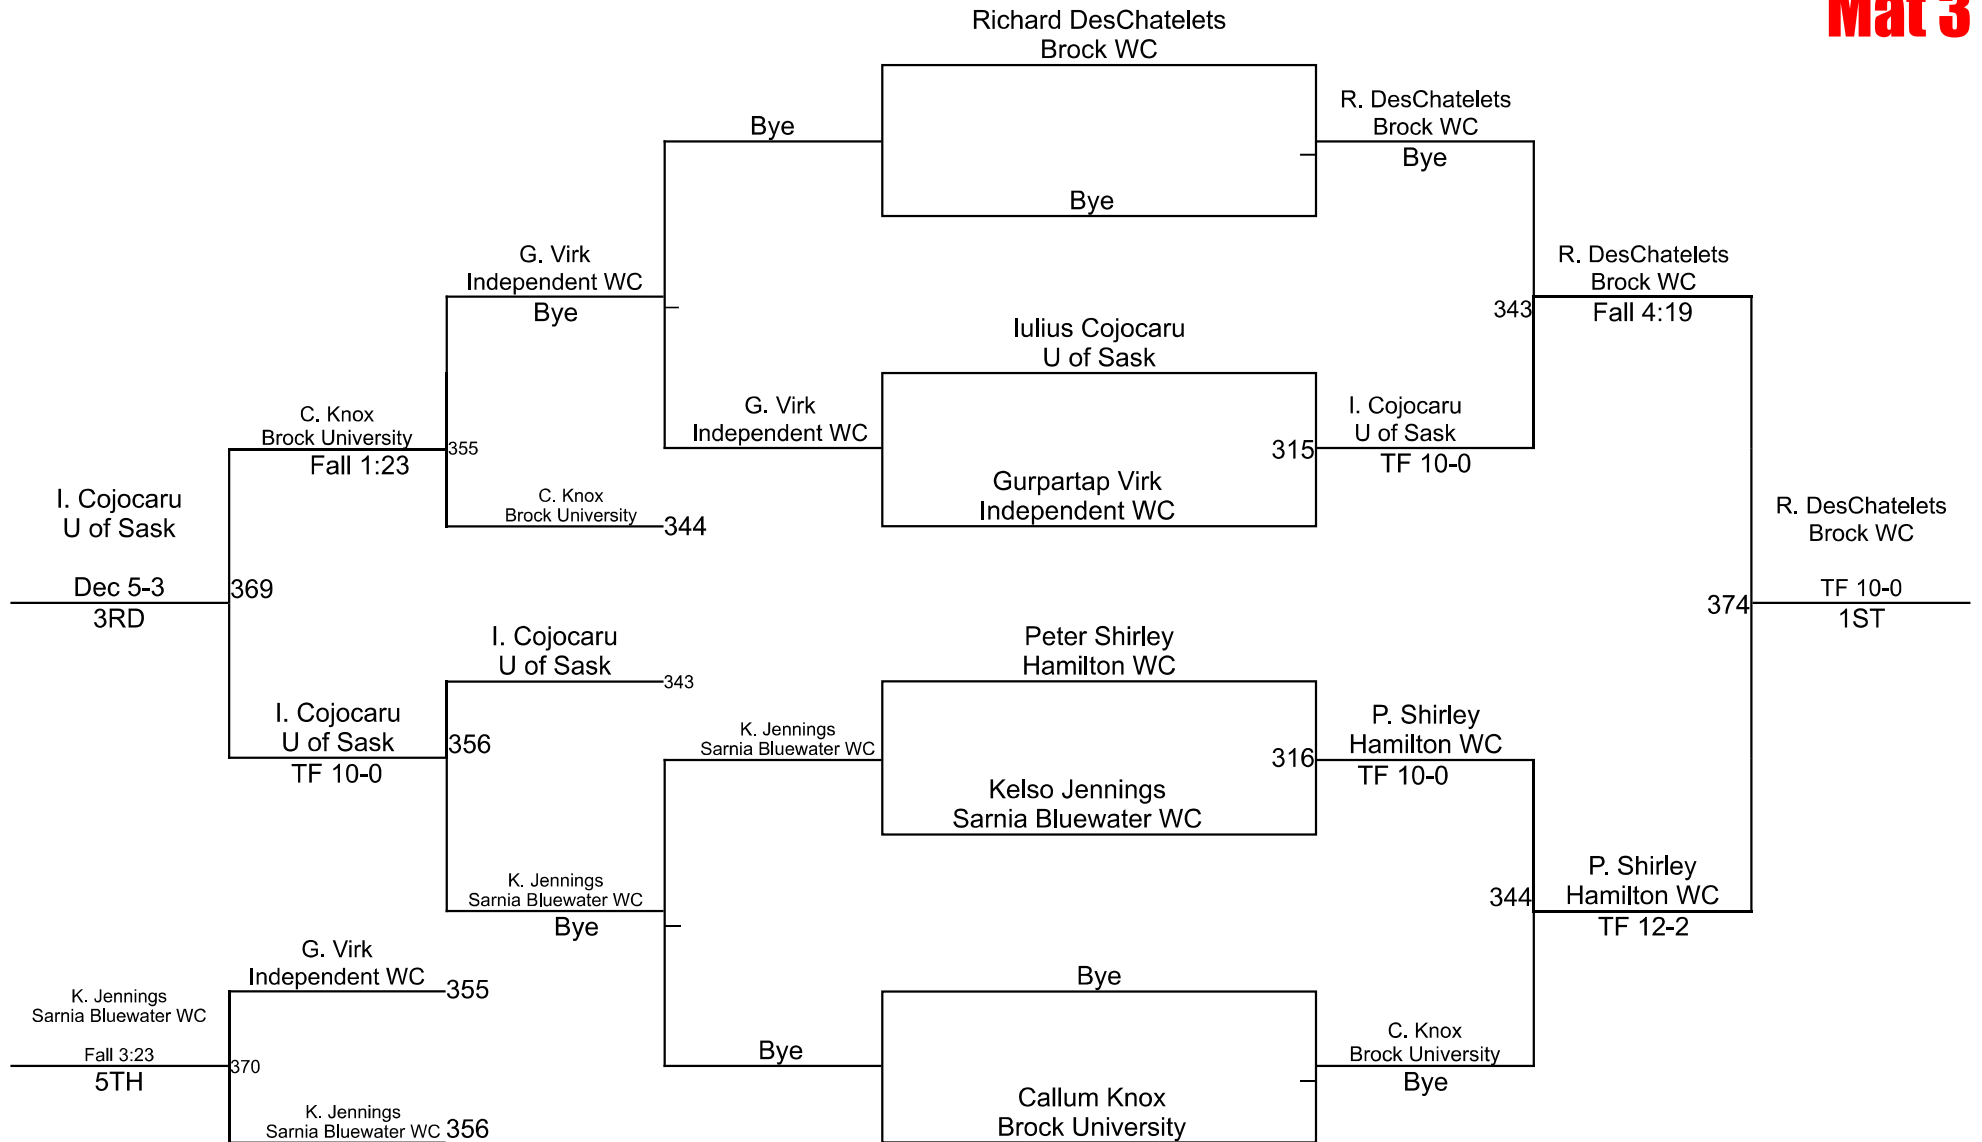 Mat 3
Richard DesChatelets
Brock WC
R. DesChatelets
Brock WC
Bye
Bye
Bye
G. Virk
Independent WC
Bye
R. DesChatelets
Brock WC
343
Fall 4:19
Iulius Cojocaru
U of Sask
G. Virk
Independent WC
I. Cojocaru
U of Sask
315
TF 10-0
C. Knox
Brock University
355
Fall 1:23
Gurpartap Virk
Independent WC
C. Knox
Brock University
344
I. Cojocaru
U of Sask
R. DesChatelets
Brock WC
Dec 5-3
369
3RD
TF 10-0
374
1ST
I. Cojocaru
U of Sask
343
Peter Shirley
Hamilton WC
I. Cojocaru
U of Sask
356
TF 10-0
K. Jennings
Sarnia Bluewater WC
P. Shirley
Hamilton WC
316
TF 10-0
Kelso Jennings
Sarnia Bluewater WC
K. Jennings
Sarnia Bluewater WC
Bye
P. Shirley
Hamilton WC
344
TF 12-2
G. Virk
Independent WC
355
Bye
K. Jennings
Sarnia Bluewater WC
Fall 3:23
370
5TH
Bye
C. Knox
Brock University
Bye
Callum Knox
Brock University
K. Jennings
Sarnia Bluewater WC
356